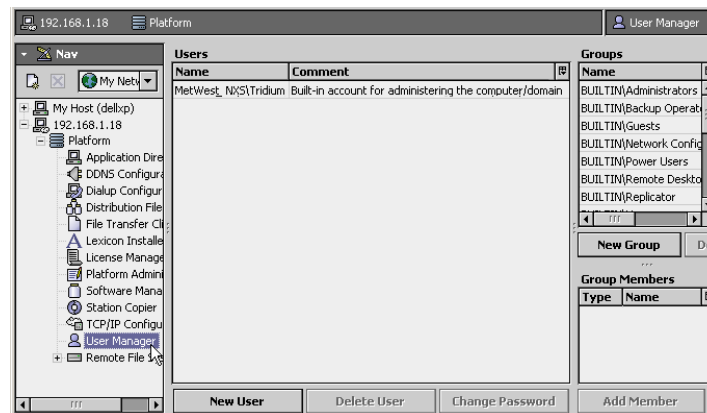 192.168.1.18 Platform User Manager
Nav
My Netw
My Host (dellxp)
192.168.1.18
Platform
Application Dire
DDNS Configura
Dialup Configur
Distribution File
File Transfer Cli
Lexicon Installe
License Manage
Platform Admini
Software Mana
Station Copier
TCP/IP Configu
User Manager
Remote File
Users
Name Comment
Tridium Built-in account for administering the computer/domain
New User Delete User Change Password
Groups
Name
BUILTIN\Administrators
BUILTIN\Backup Operato
BUILTIN\Guests
BUILTIN\Network Config
BUILTIN\Power Users
BUILTIN\Remote Deskto
BUILTIN\Replicator
New Group D
Group Members
Type Name
Add Member